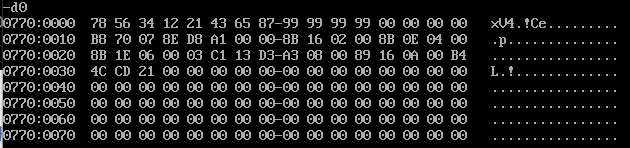 -d0
0770:0000 78 56 34 12 21 43 65 87-99 99 99 99 00 00 00 00 xV4.!Ce.........
0770:0010 B8 70 07 8E D8 A1 00 00-8B 16 02 00 8B 0E 04 00 .p..............
0770:0020 8B 1E 06 00 03 C1 13 D3-A3 08 00 89 16 0A 00 B4 ................
0770:0030 4C CD 21 00 00 00 00 00-00 00 00 00 00 00 00 00 L.!.............
0770:0040 00 00 00 00 00 00 00 00-00 00 00 00 00 00 00 00 ................
0770:0050 00 00 00 00 00 00 00 00-00 00 00 00 00 00 00 00 ................
0770:0060 00 00 00 00 00 00 00 00-00 00 00 00 00 00 00 00 ................
0770:0070 00 00 00 00 00 00 00 00-00 00 00 00 00 00 00 00 ................